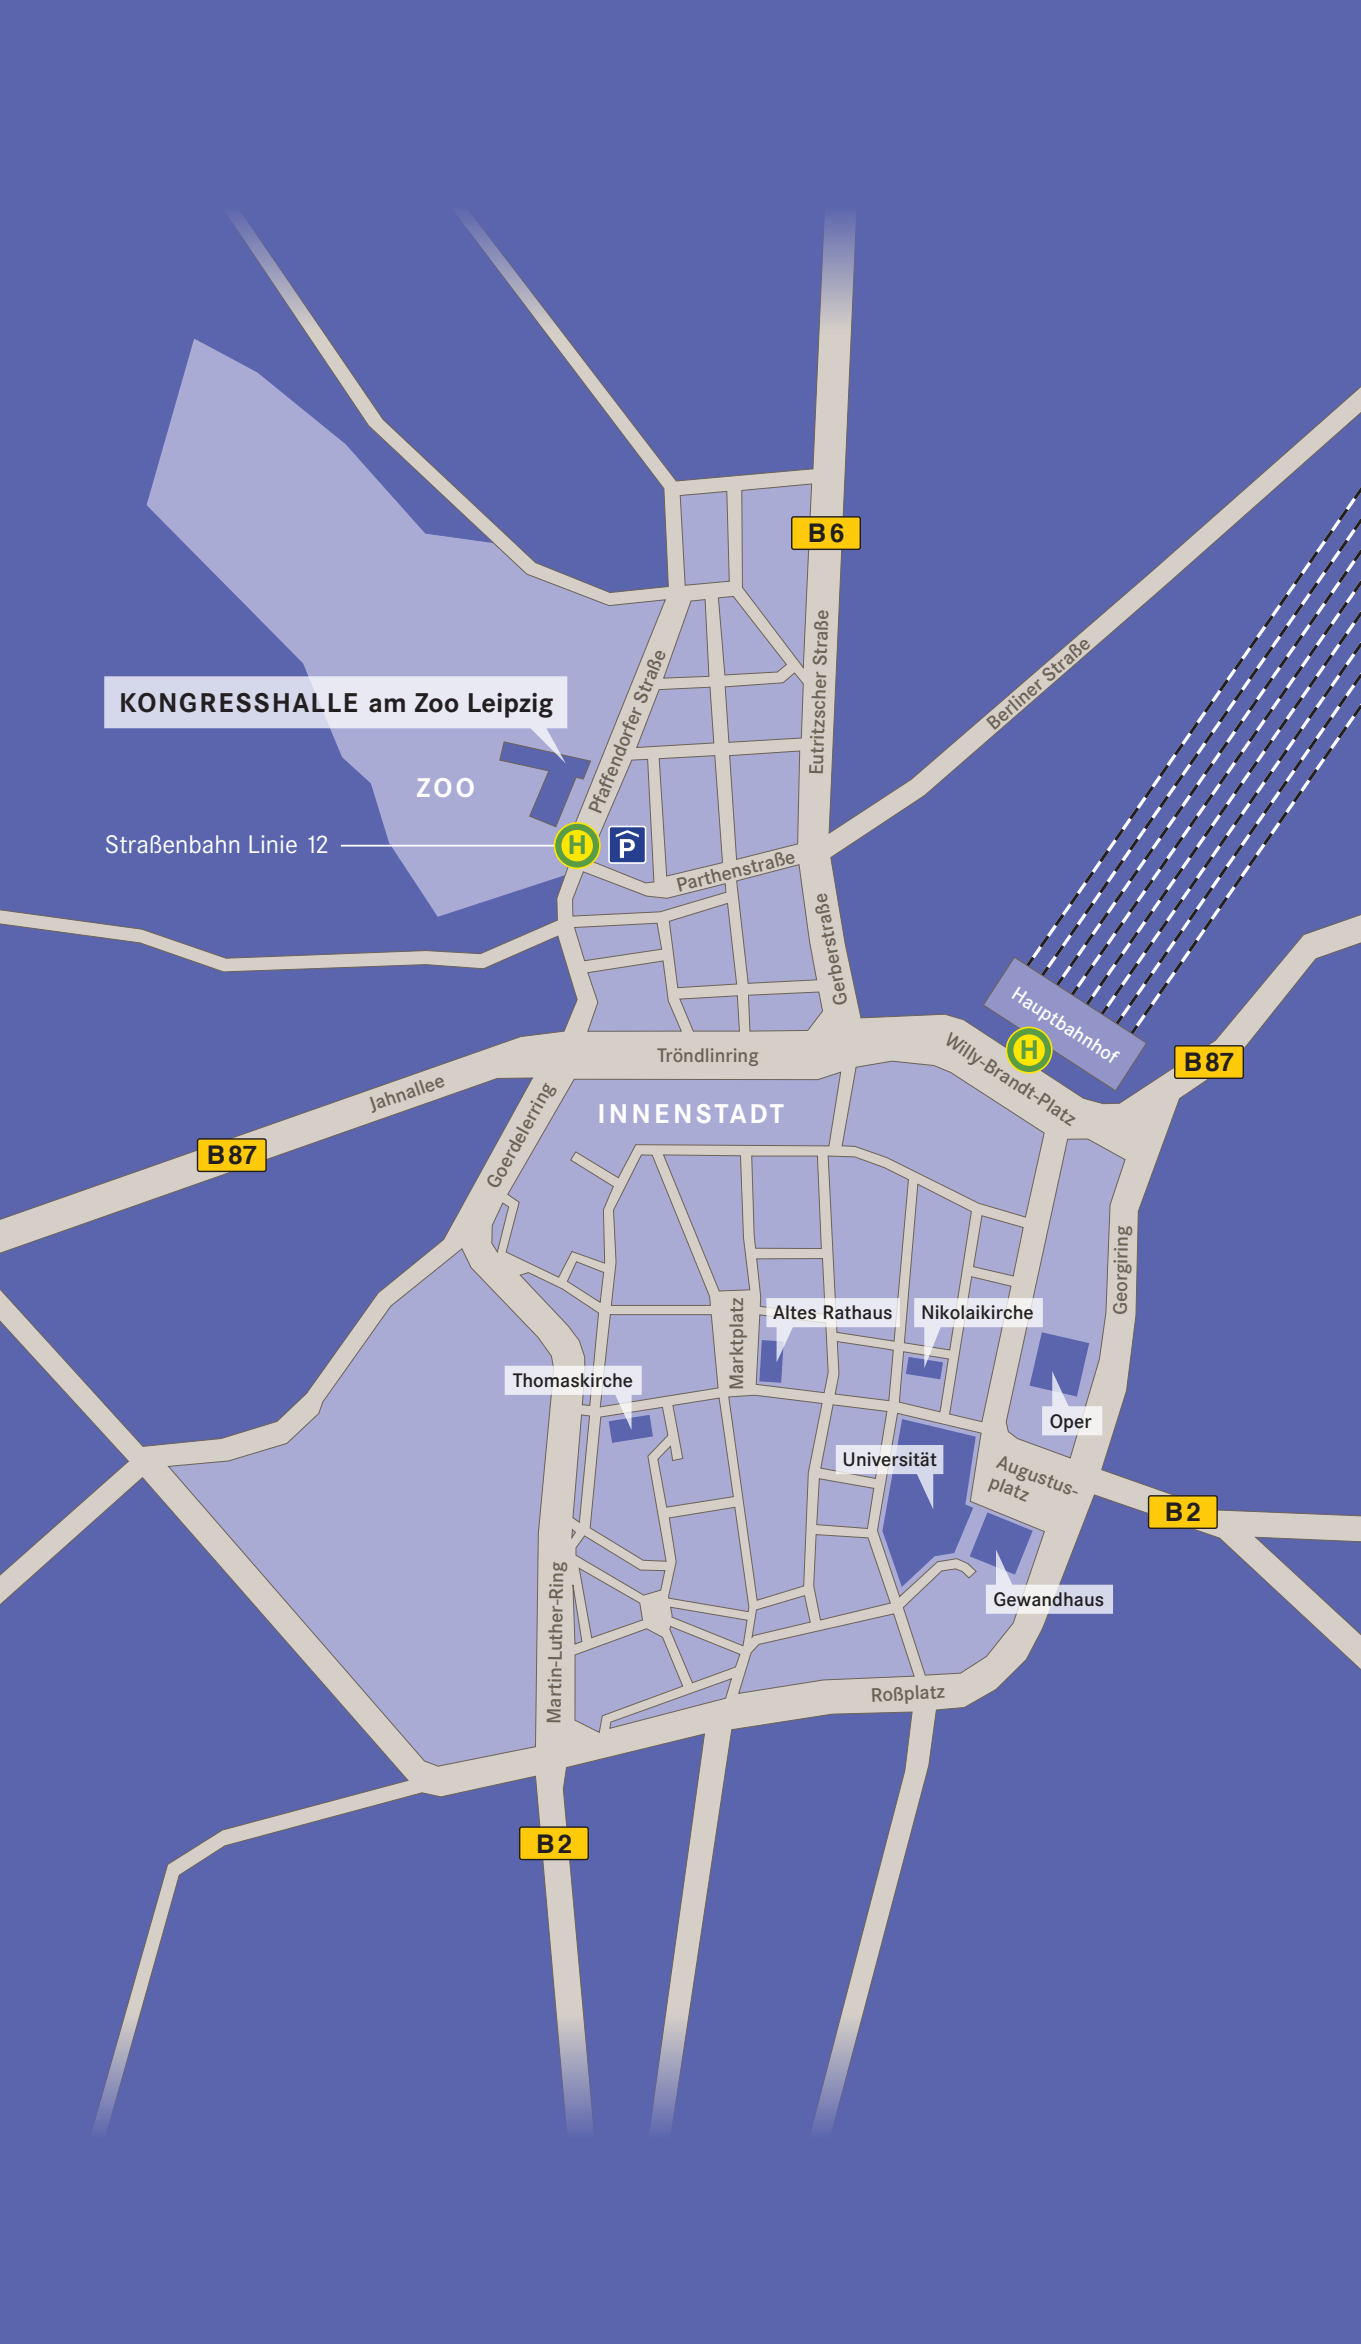 B6
Eutritzscher Straße
Berliner Straße
Pfaffendorfer Straße
KONGRESSHALLE am Zoo Leipzig
ZOO
Straßenbahn Linie 12
H
P
Parthenstraße
Gerberstraße
Hauptbahnhof
H
Willy-Brandt-Platz
B87
Tröndlinring
Jahnallee
B87
Goerdelerring
INNENSTADT
Georgiring
Marktplatz
Altes Rathaus
Nikolaikirche
Thomaskirche
Oper
Universität
Augustus-
platz
B2
Gewandhaus
Martin-Luther-Ring
Roßplatz
B2